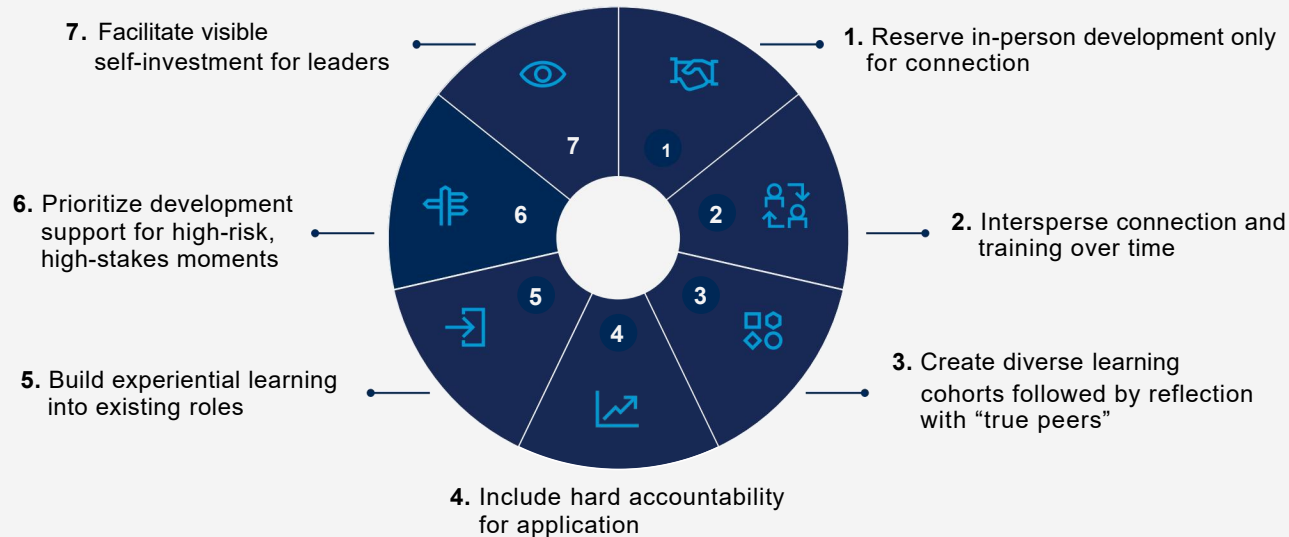 7. Facilitate visible
self-investment for leaders
1. Reserve in-person development only
for connection
7
1
6. Prioritize development
support for high-risk,
high-stakes moments
6
2
2. Intersperse connection and
training over time
5
3
4
5. Build experiential learning
into existing roles
3. Create diverse learning
cohorts followed by reflection
with “true peers”
4. Include hard accountability
for application